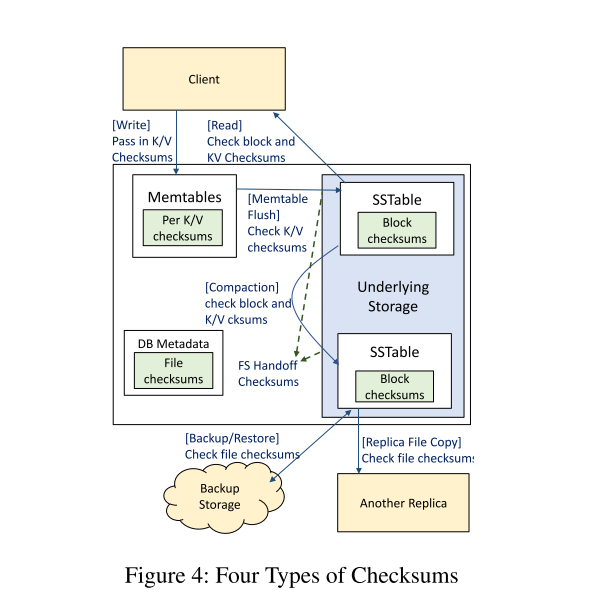 Client
[Write]
Pass in K/V
Checksums
[Read]
Check block and
KV Checksums
Memtables
Per K/V
checksums
[Memtable
Flush]
Check K/V
checksums
SSTable
Block
checksums
Underlying
Storage
[Compaction]
check block and
K/V cksums
DB Metadata
File
checksums
FS Handoff
Checksums
SSTable
Block
checksums
[Backup/Restore]
Check file checksums
[Replica File Copy]
Check file checksums
Backup
Storage
Another Replica
Figure 4: Four Types of Checksums